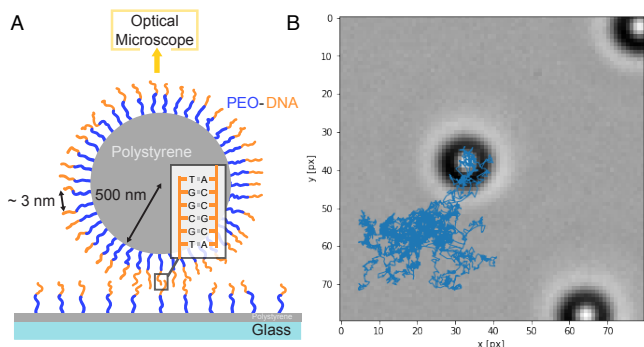 A
Optical
Microscope
PEO-DNA
Polystyrene
500 nm
~ 3 nm
T A
G C
G C
C G
G C
T A
Polystyrene
Glass
B
0
10
20
30
40
50
60
70
y [px]
0 10 20 30 40 50 60 70
x [px]